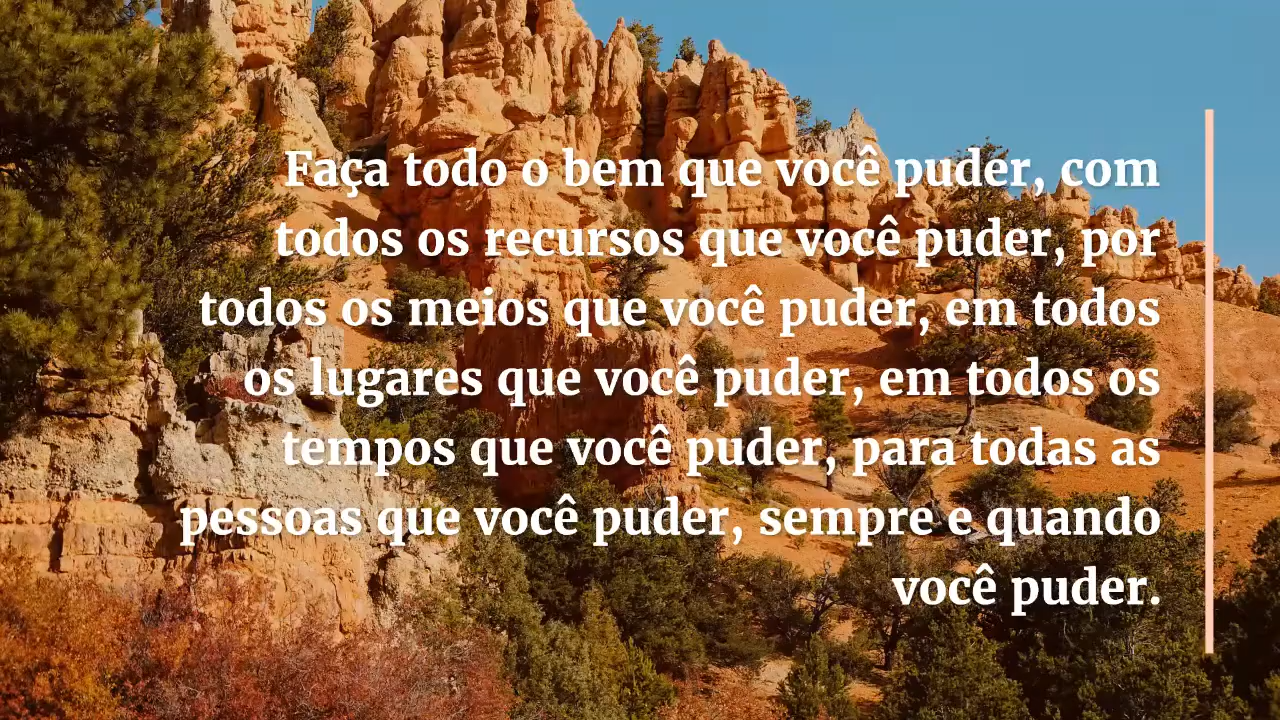 Faça todo o bem que você puder, com
todos os recursos que você puder, por
todos os meios que você puder, em todos
os lugares que você puder, em todos os
tempos que você puder, para todas as
pessoas que você puder, sempre e quando
você puder.